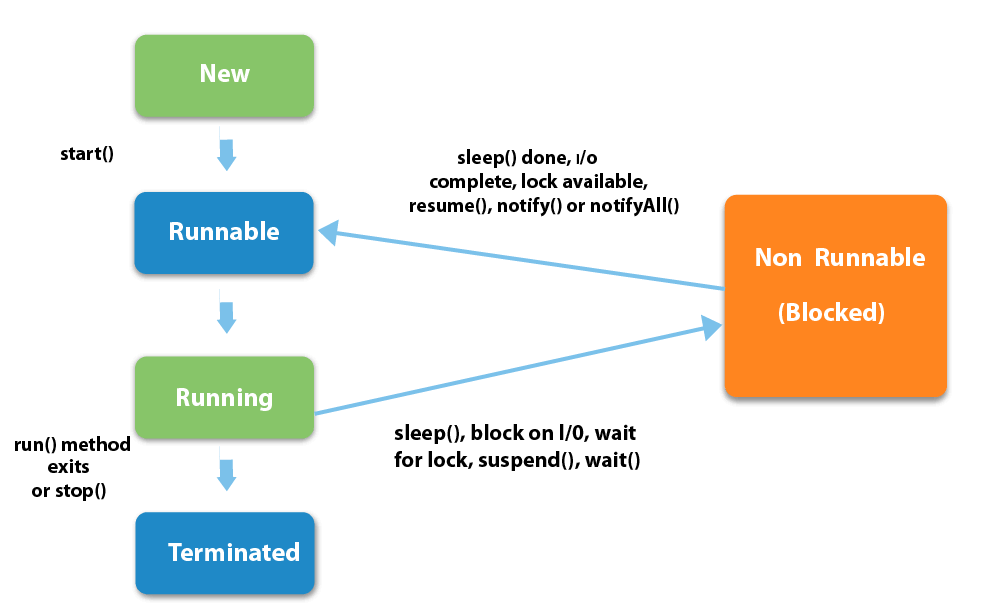 New
start()
sleep() done, I/o
complete, lock available,
resume(), notify() or notifyAll()
Runnable
Non Runnable
(Blocked)
Running
run() method
exits
or stop()
sleep(), block on l/0, wait
for lock, suspend(), wait()
Terminated